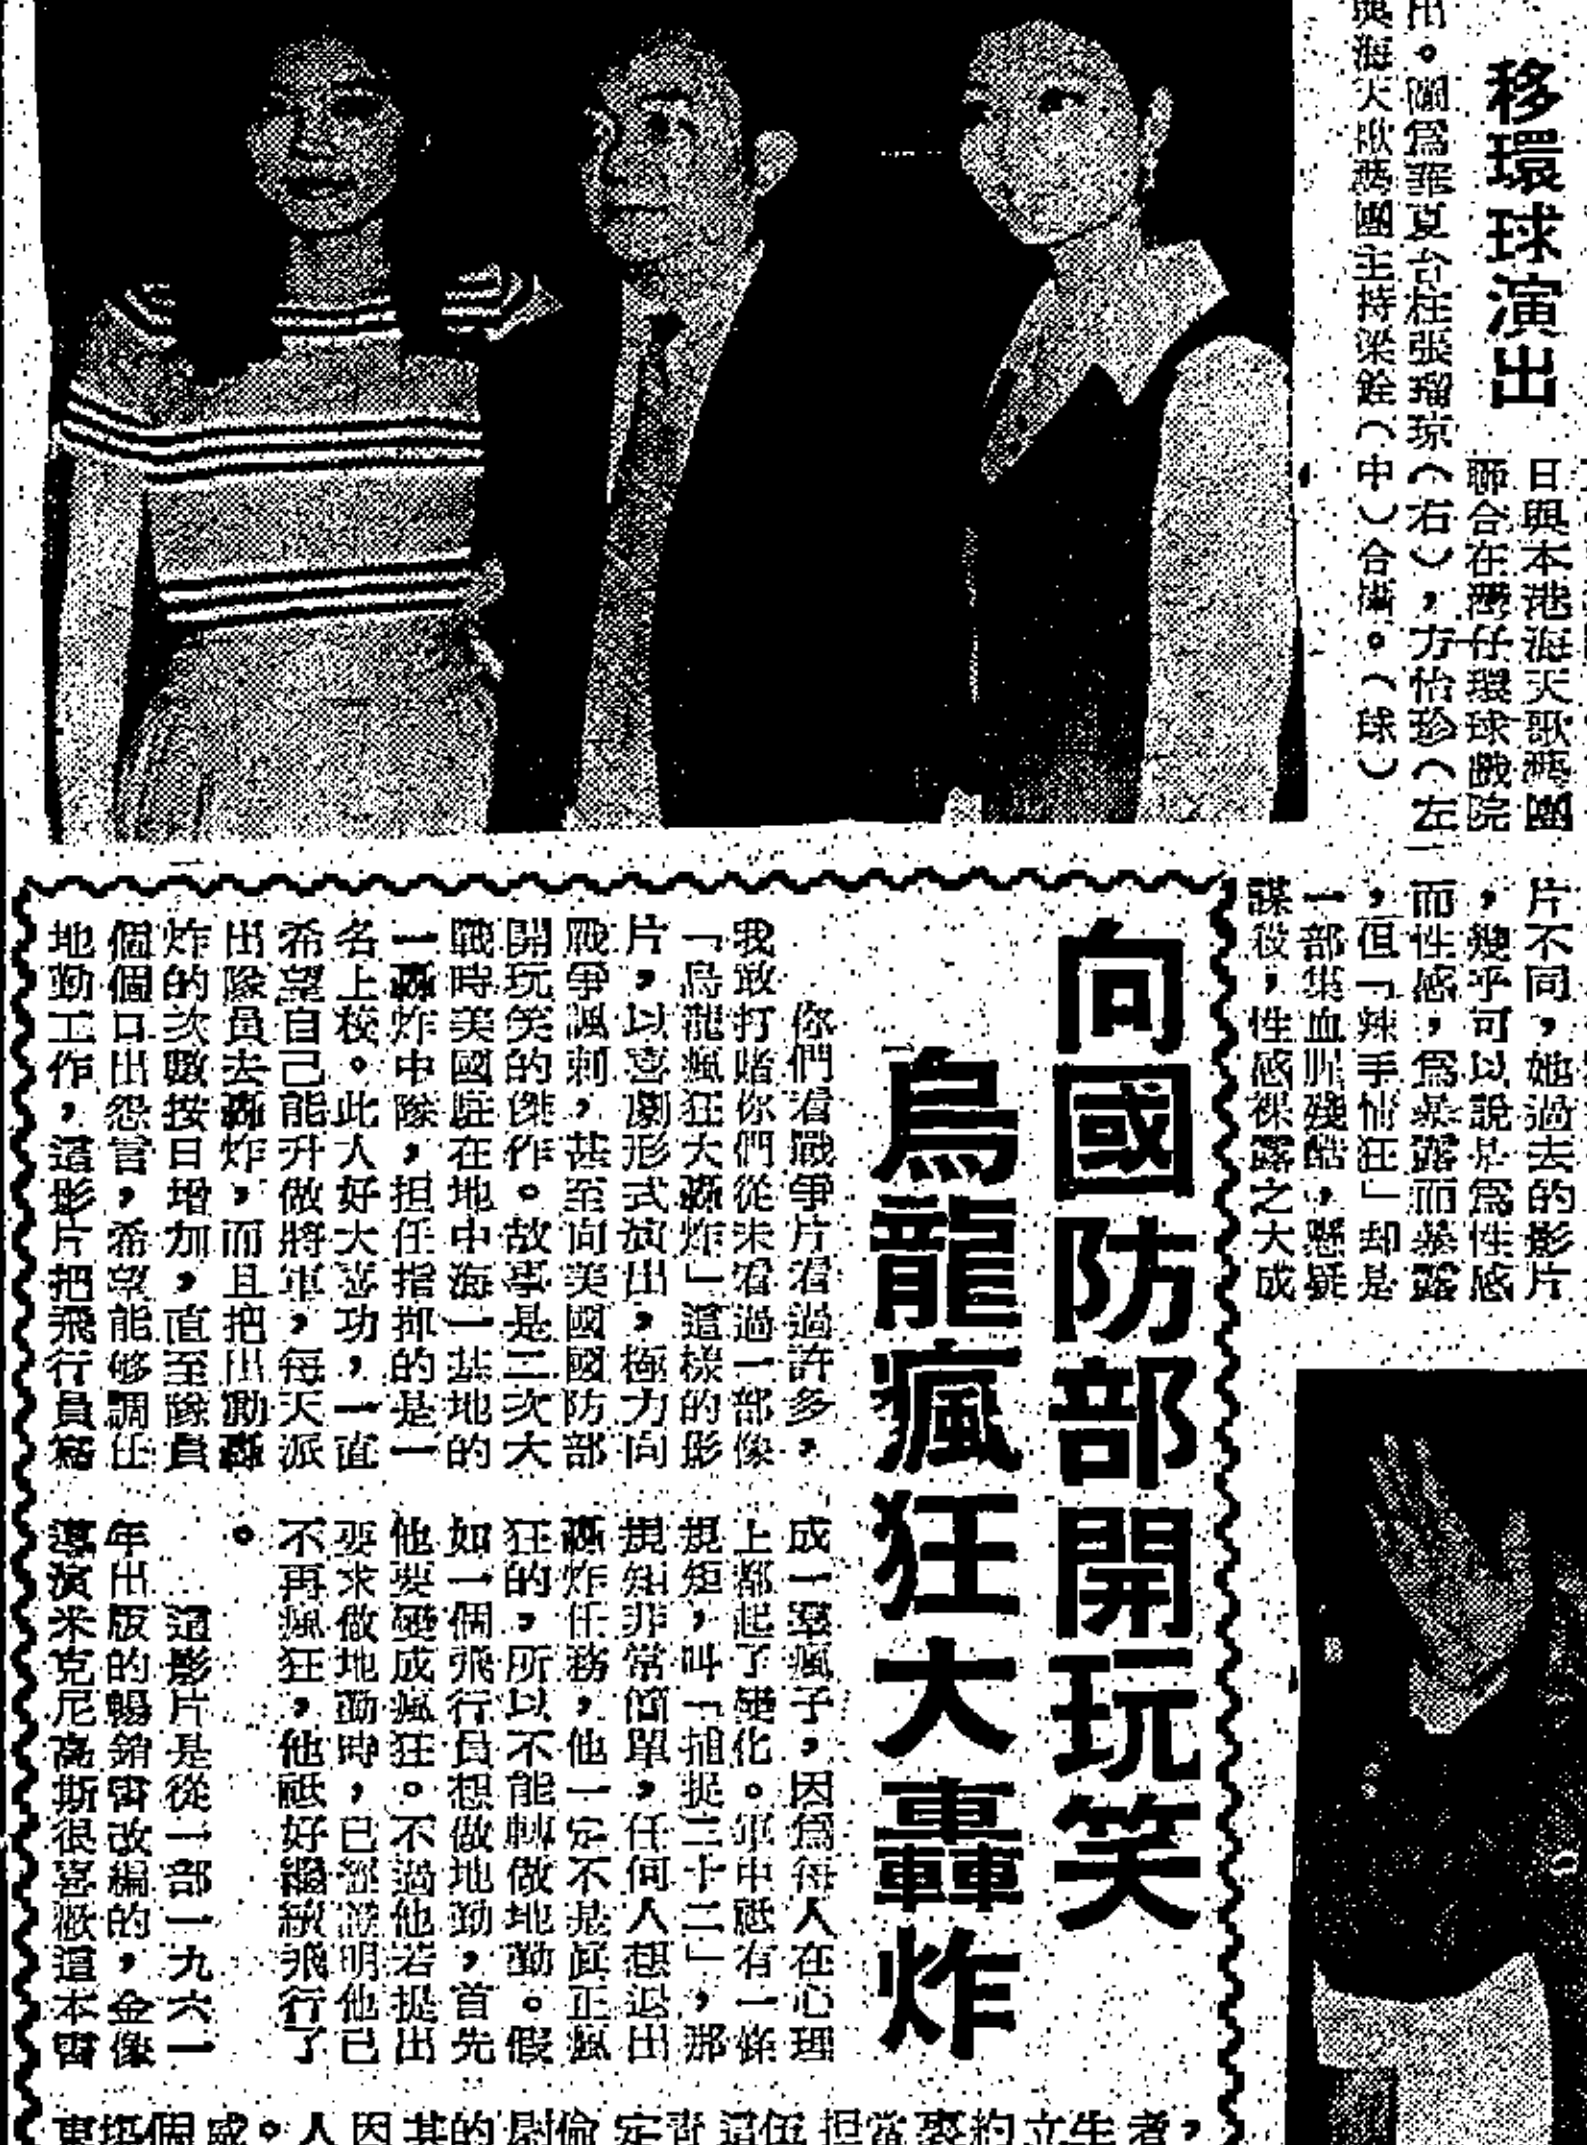 移環球演出
日與本港海天歌舞團
聯合在灣仔環球戲院
出。圖爲華夏台柱張瑠琼（右），方怡珍（左
與海天歌舞團主持梁銓（中）合攝。（球）
片不同，她過去的影片
，幾乎可以說是爲性感
而性感，爲暴露而暴露
，但「辣手情狂」却是
一部集血腥殘酷，懸疑
謀殺，性感裸露之大成
向國防部開玩笑
烏龍瘋狂大轟炸
你們看戰爭片看過許多，
我敢打賭你們從未看過一部像
「烏龍瘋狂大轟炸」這樣的影
片，以喜劇形式演出，極力向
戰爭諷刺，甚至向美國國防部
開玩笑的傑作。故事是二次大
戰時美國駐在地中海一基地的
一轟炸中隊，担任指揮的是一
名上校。此人好大喜功，一直
希望自己能升做將軍，每天派
出隊員去轟炸，而且把出勤轟
炸的次數按日增加，直至隊員
個個口出怨言，希望能够調任
地勤工作，這影片把飛行員寫
成一羣瘋子，因爲每人在心理
上都起了變化。軍中祗有一條
規矩，叫「捕捉二十二」，那
規矩非常簡單，任何人想退出
轟炸任務，他一定不是眞正瘋
狂的，所以不能轉做地勤。假
如一個飛行員想做地勤，首先
他要變成瘋狂。不過他若提出
要求做地勤時，已經證明他已
不再瘋狂，他祗好繼續飛行了
。
這影片是從一部一九六一
年出版的暢銷書改編的，金像
導演米克尼高斯很喜歡這本書